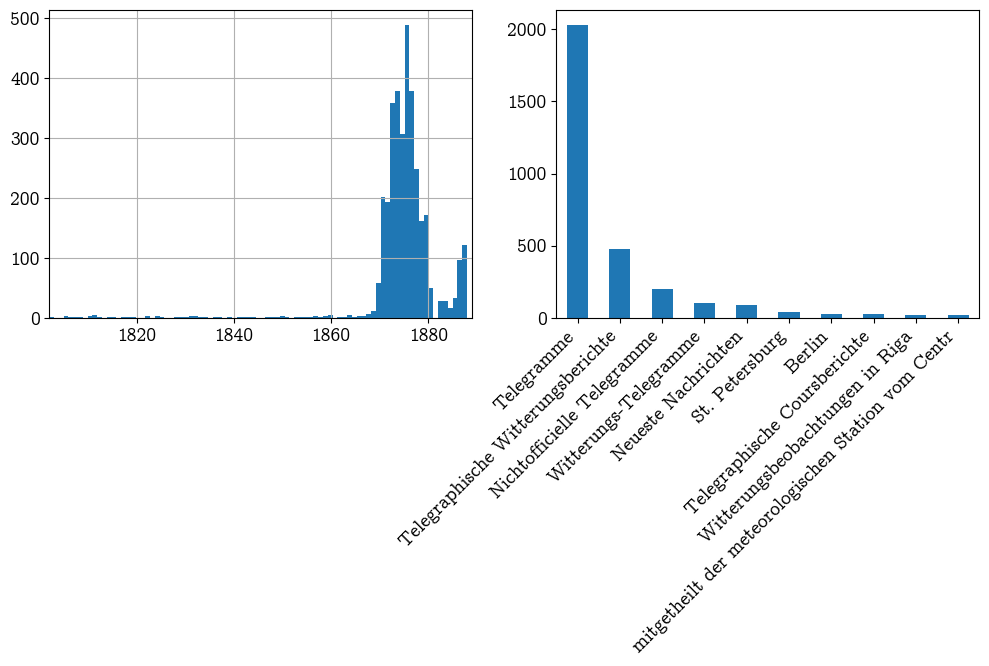 500
400
300
200
100
0
1820
1840
1860
1880
2000
1500
1000
500
0
Telegramme
Telegraphische Witterungsberichte
Nichtofficielle Telegramme
Witterungs-Telegramme
Neueste Nachrichten
St. Petersburg
Berlin
Telegraphische Coursberichte
Witterungsbeobachtungen in Riga
mitgetheilt der meteorologischen Station vom Centr